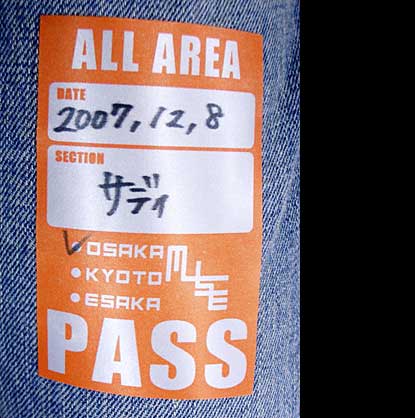 ALL AREA
DATE
2007, 12, 8
SECTION
サディ
✓OSAKA
•KYOTO
•ESAKA
MUSE
PASS